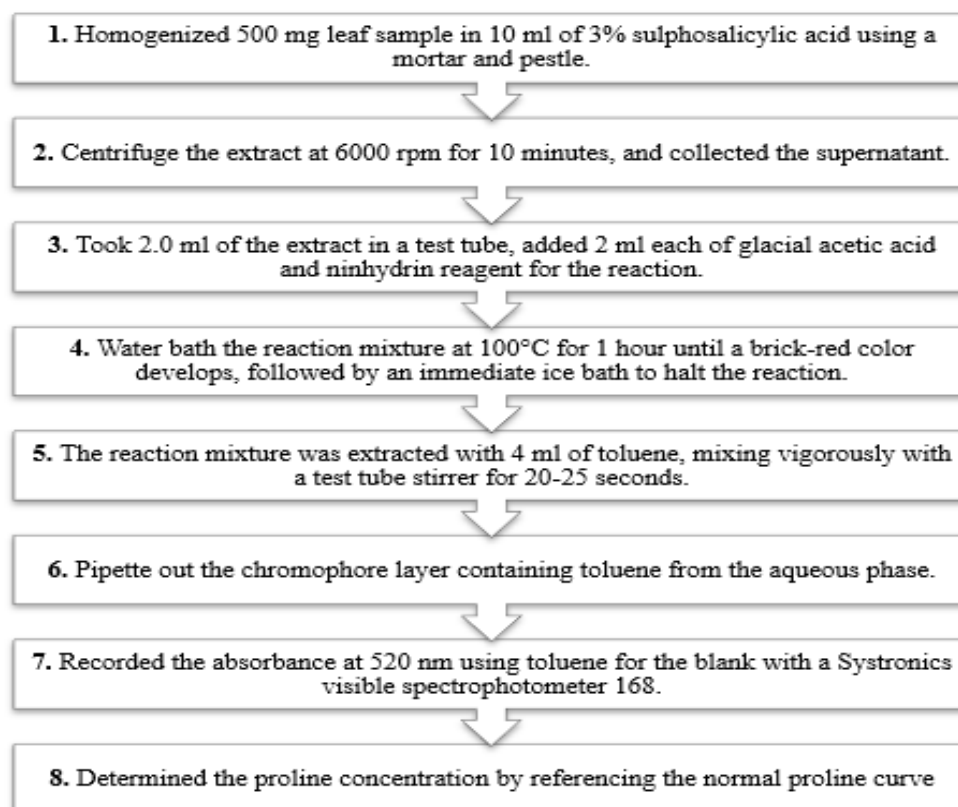 1. Homogenized 500 mg leaf sample in 10 ml of 3% sulphosalicylic acid using a
mortar and pestle.
2. Centrifuge the extract at 6000 rpm for 10 minutes, and collected the supernatant.
3. Took 2.0 ml of the extract in a test tube, added 2 ml each of glacial acetic acid
and ninhydrin reagent for the reaction.
4. Water bath the reaction mixture at 100°C for 1 hour until a brick-red color
develops, followed by an immediate ice bath to halt the reaction.
5. The reaction mixture was extracted with 4 ml of toluene, mixing vigorously with
a test tube stirrer for 20-25 seconds.
6. Pipette out the chromophore layer containing toluene from the aqueous phase.
7. Recorded the absorbance at 520 nm using toluene for the blank with a Systronics
visible spectrophotometer 168.
8. Determined the proline concentration by referencing the normal proline curve